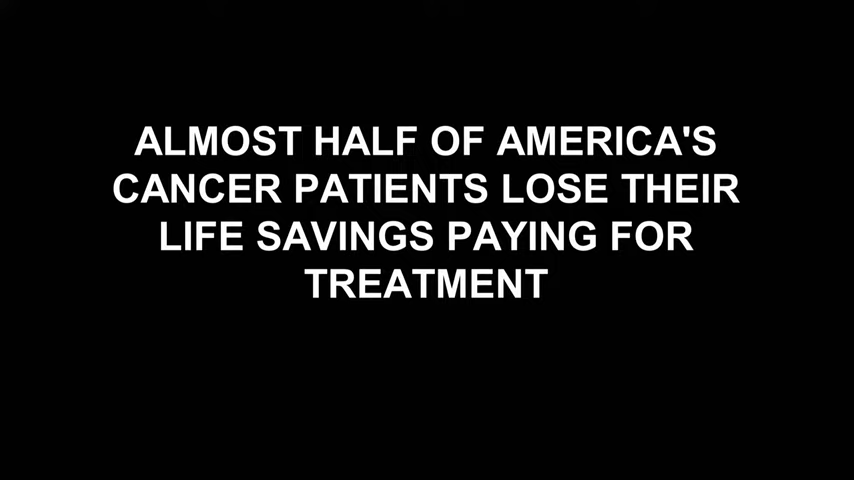 ALMOST HALF OF AMERICA'S
CANCER PATIENTS LOSE THEIR
LIFE SAVINGS PAYING FOR
TREATMENT